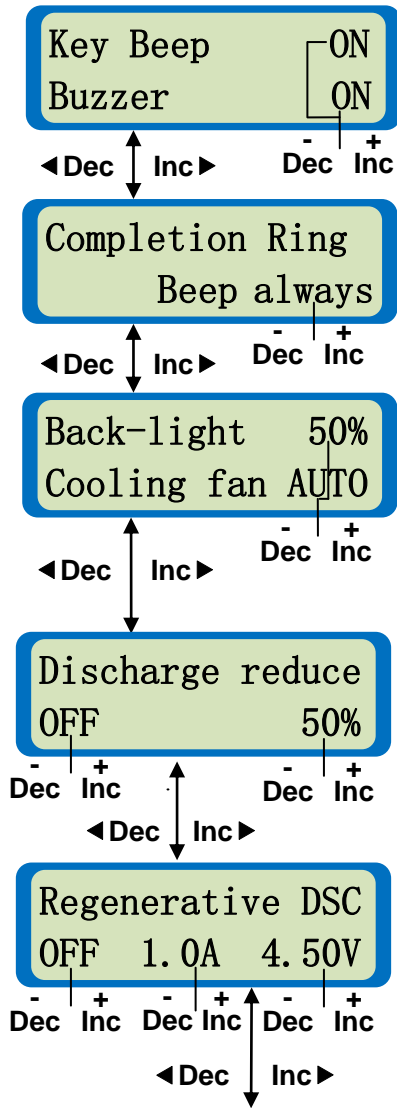 Key Beep ON
Buzzer ON
- +
Dec Inc
◄Dec Inc►
Completion Ring
Beep always
- +
Dec Inc
◄Dec Inc►
Back-light 50%
Cooling fan AUTO
- +
Dec Inc
◄Dec Inc►
Discharge reduce
OFF 50%
- + - +
Dec Inc Dec Inc
◄Dec Inc►
Regenerative DSC
OFF 1.0A 4.50V
- + - + - +
Dec Inc Dec Inc Dec Inc
◄Dec Inc►